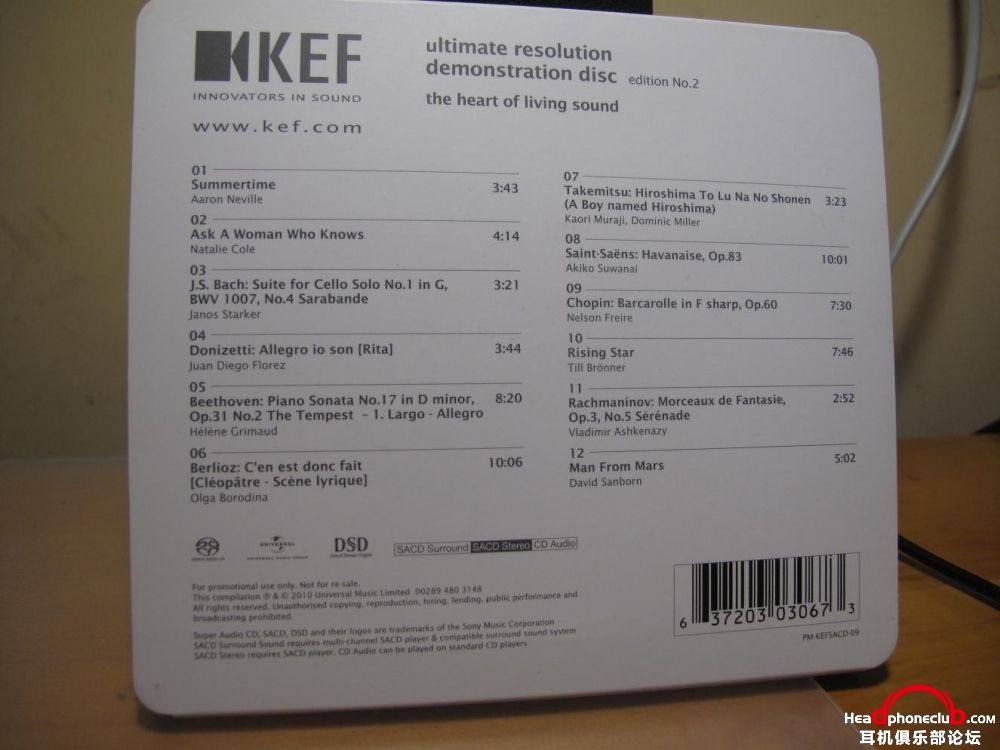 KEF
INNOVATORS IN SOUND
www.kef.com
ultimate resolution
demonstration disc edition No.2
the heart of living sound
01
Summertime 3:43
Aaron Neville
02
Ask A Woman Who Knows 4:14
Natalie Cole
03
J.S. Bach: Suite for Cello Solo No.1 in G, 3:21
BWV 1007, No.4 Sarabande
Janos Starker
04
Donizetti: Allegro io son [Rita] 3:44
Juan Diego Florez
05
Beethoven: Piano Sonata No.17 in D minor, 8:20
Op.31 No.2 The Tempest – 1. Largo - Allegro
Hélène Grimaud
06
Berlioz: C'en est donc fait 10:06
[Cléopâtre - Scène lyrique]
Olga Borodina
07
Takemitsu: Hiroshima To Lu Na No Shonen 3:23
(A Boy named Hiroshima)
Kaori Muraji, Dominic Miller
08
Saint-Saëns: Havanaise, Op.83 10:01
Akiko Suwanai
09
Chopin: Barcarolle in F sharp, Op.60 7:30
Nelson Freire
10
Rising Star 7:46
Till Brönner
11
Rachmaninov: Morceaux de Fantasie, 2:52
Op.3, No.5 Sérénade
Vladimir Ashkenazy
12
Man From Mars 5:02
David Sanborn
UNIVERSAL
UNIVERSAL MUSIC GROUP
DSD
Direct Stream Digital
SACD Surround SACD Stereo CD Audio
For promotional use only. Not for re-sale.
This compilation ℗ & © 2010 Universal Music Limited 00289 480 3148
All rights reserved. Unauthorised copying, reproduction, hiring, lending, public performance and
broadcasting prohibited.
Super Audio CD, SACD, DSD and their logos are trademarks of the Sony Music Corporation
SACD Surround Sound requires multi-channel SACD player & compatible surround sound system
SACD Stereo requires SACD player. CD Audio can be played on standard CD players
6 37203 03067 3
PM-KEFSACD-09
Headphoneclub.com
耳机俱乐部论坛